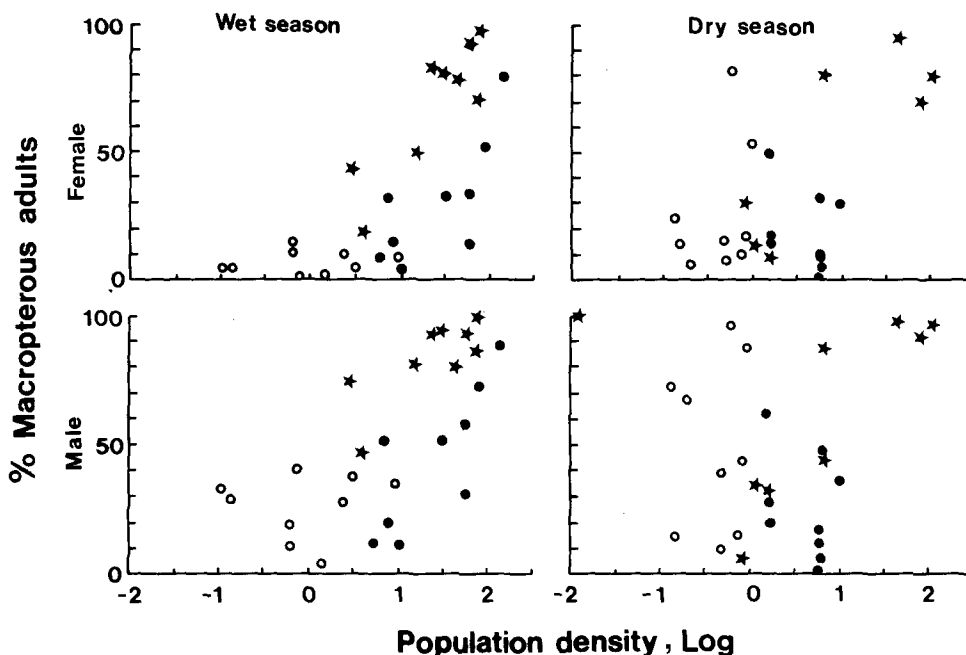 Wet season
Dry season
100
50
0
100
50
0
% Macropterous adults
Female
Male
-2 -1 0 1 2
-2 -1 0 1 2
Population density, Log